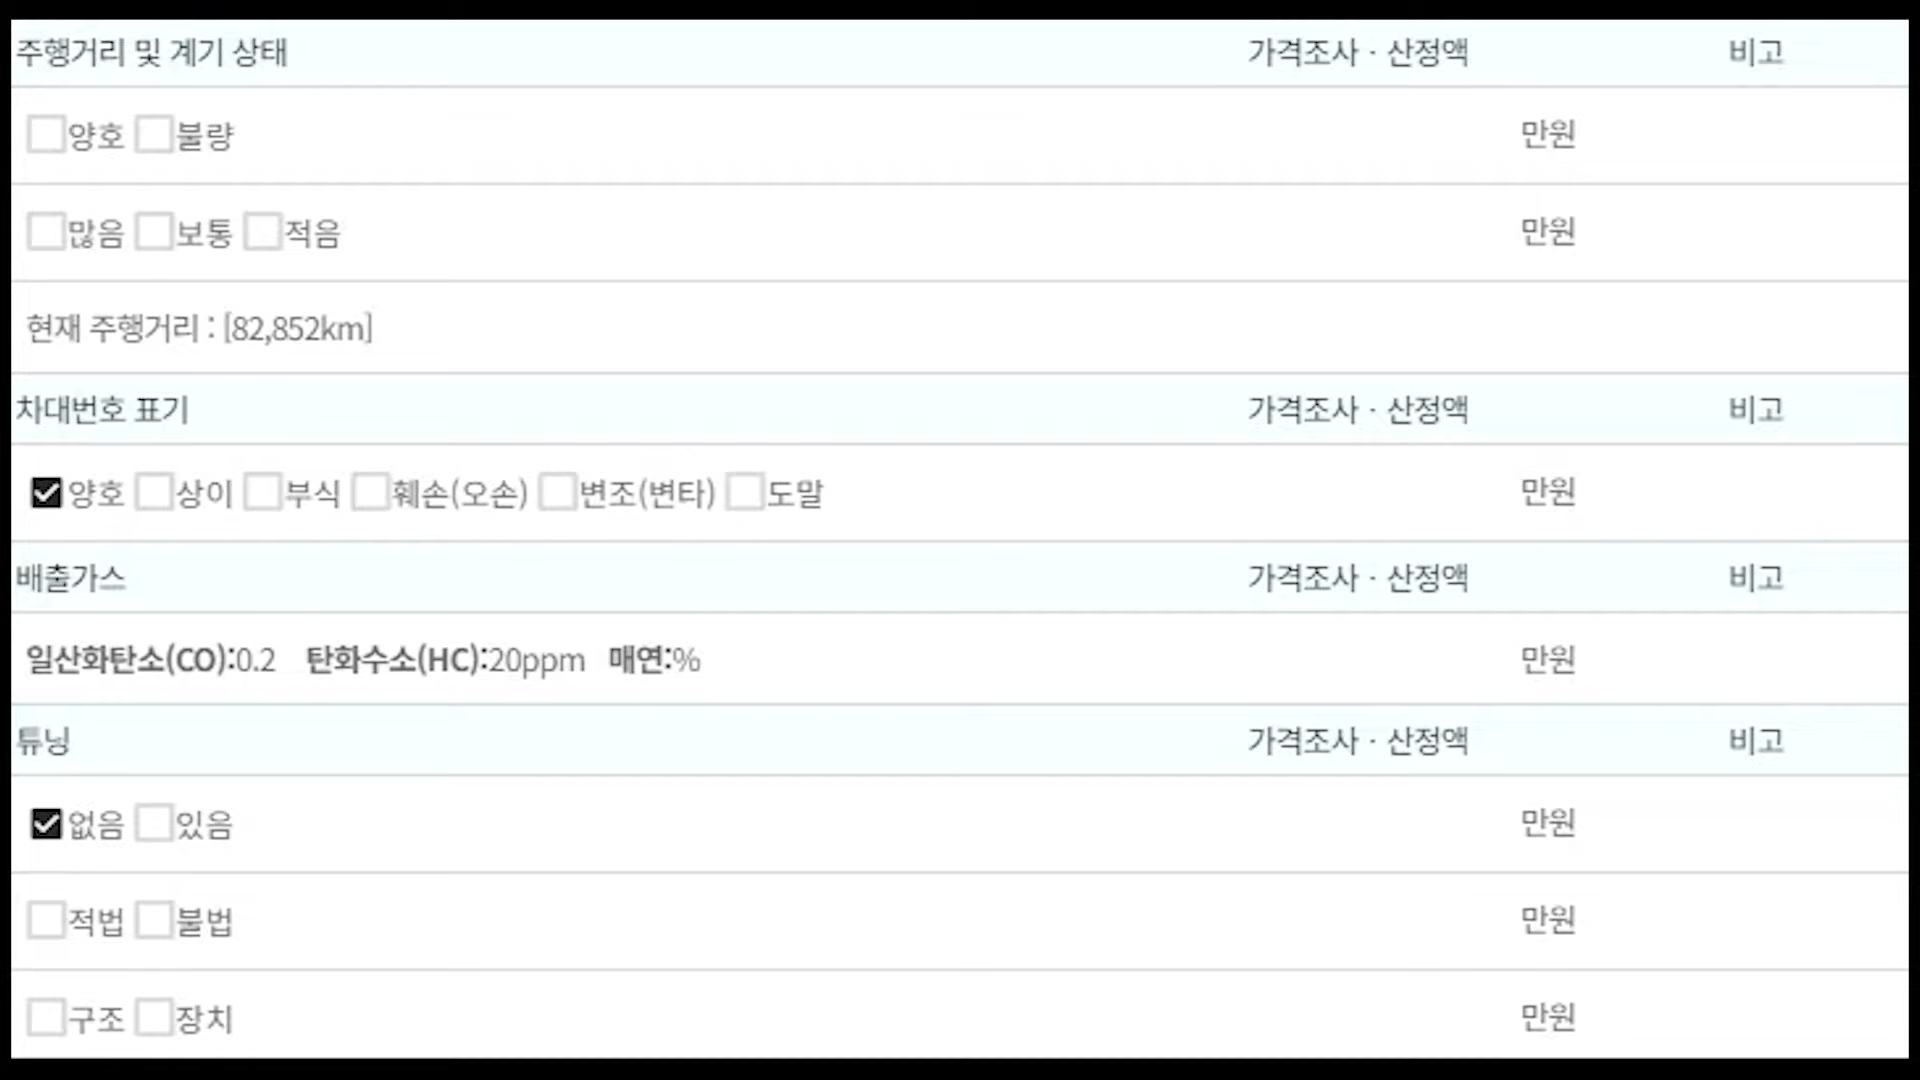 주행거리 및 계기 상태 가격조사 · 산정액 비고
양호 불량 만원
많음 보통 적음 만원
현재 주행거리 : [82,852km]
차대번호 표기 가격조사 · 산정액 비고
양호 상이 부식 훼손(오손) 변조(변타) 도말 만원
배출가스 가격조사 · 산정액 비고
일산화탄소(CO):0.2 탄화수소(HC):20ppm 매연:% 만원
튜닝 가격조사 · 산정액 비고
없음 있음 만원
적법 불법 만원
구조 장치 만원